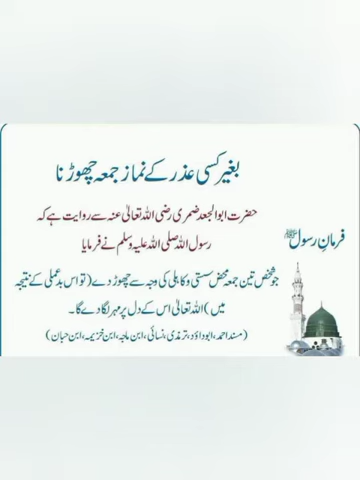 بغیر کسی عذر کے نماز جمعہ چھوڑنا
حضرت ابوالجعد ضمری رضی اللہ تعالیٰ عنہ سے روایت ہے کہ
رسول اللہ صلی اللہ علیہ وسلم نے فرمایا
فرمانِ رسول ﷺ
جو شخص تین جمعہ محض سستی و کاہلی کی وجہ سے چھوڑ دے (تو اس بدعملی کے نتیجہ
میں) اللہ تعالیٰ اس کے دل پر مہر لگا دے گا۔
(مسند احمد، ابوداؤد، ترمذی، نسائی، ابن ماجہ، ابن خزیمہ، ابن حبان)